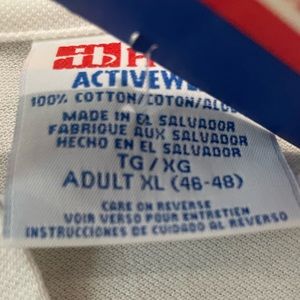 ACTIVEWE
100% COTTON/COTON/ALGO
MADE IN EL SALVADOR
FABRIQUE AUX SALVADOR
HECHO EN EL SALVADOR
TG / XG
ADULT XL (46-48)
CARE ON REVERSE
VOIR VERSO POUR ENTRETIEN
INSTRUCCIONES DE CUIDADO AL REVERSO